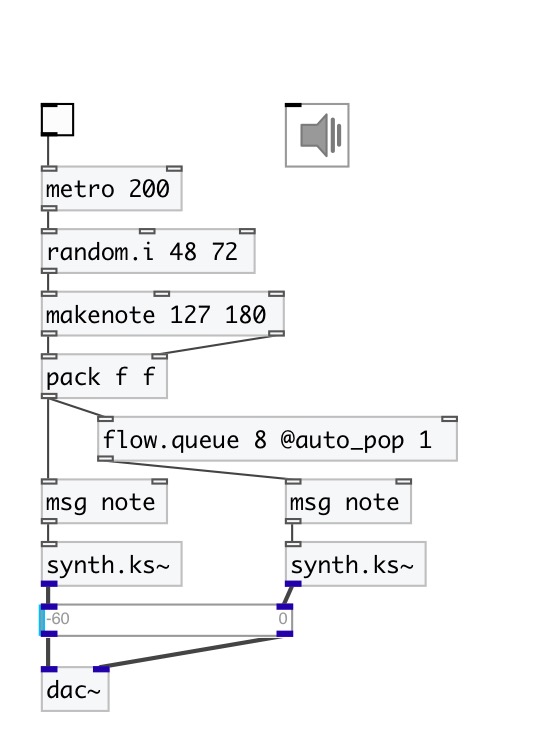 metro 200
random.i 48 72
makenote 127 180
pack f f
flow.queue 8 @auto_pop 1
msg note
msg note
synth.ks~
synth.ks~
-60 0
dac~